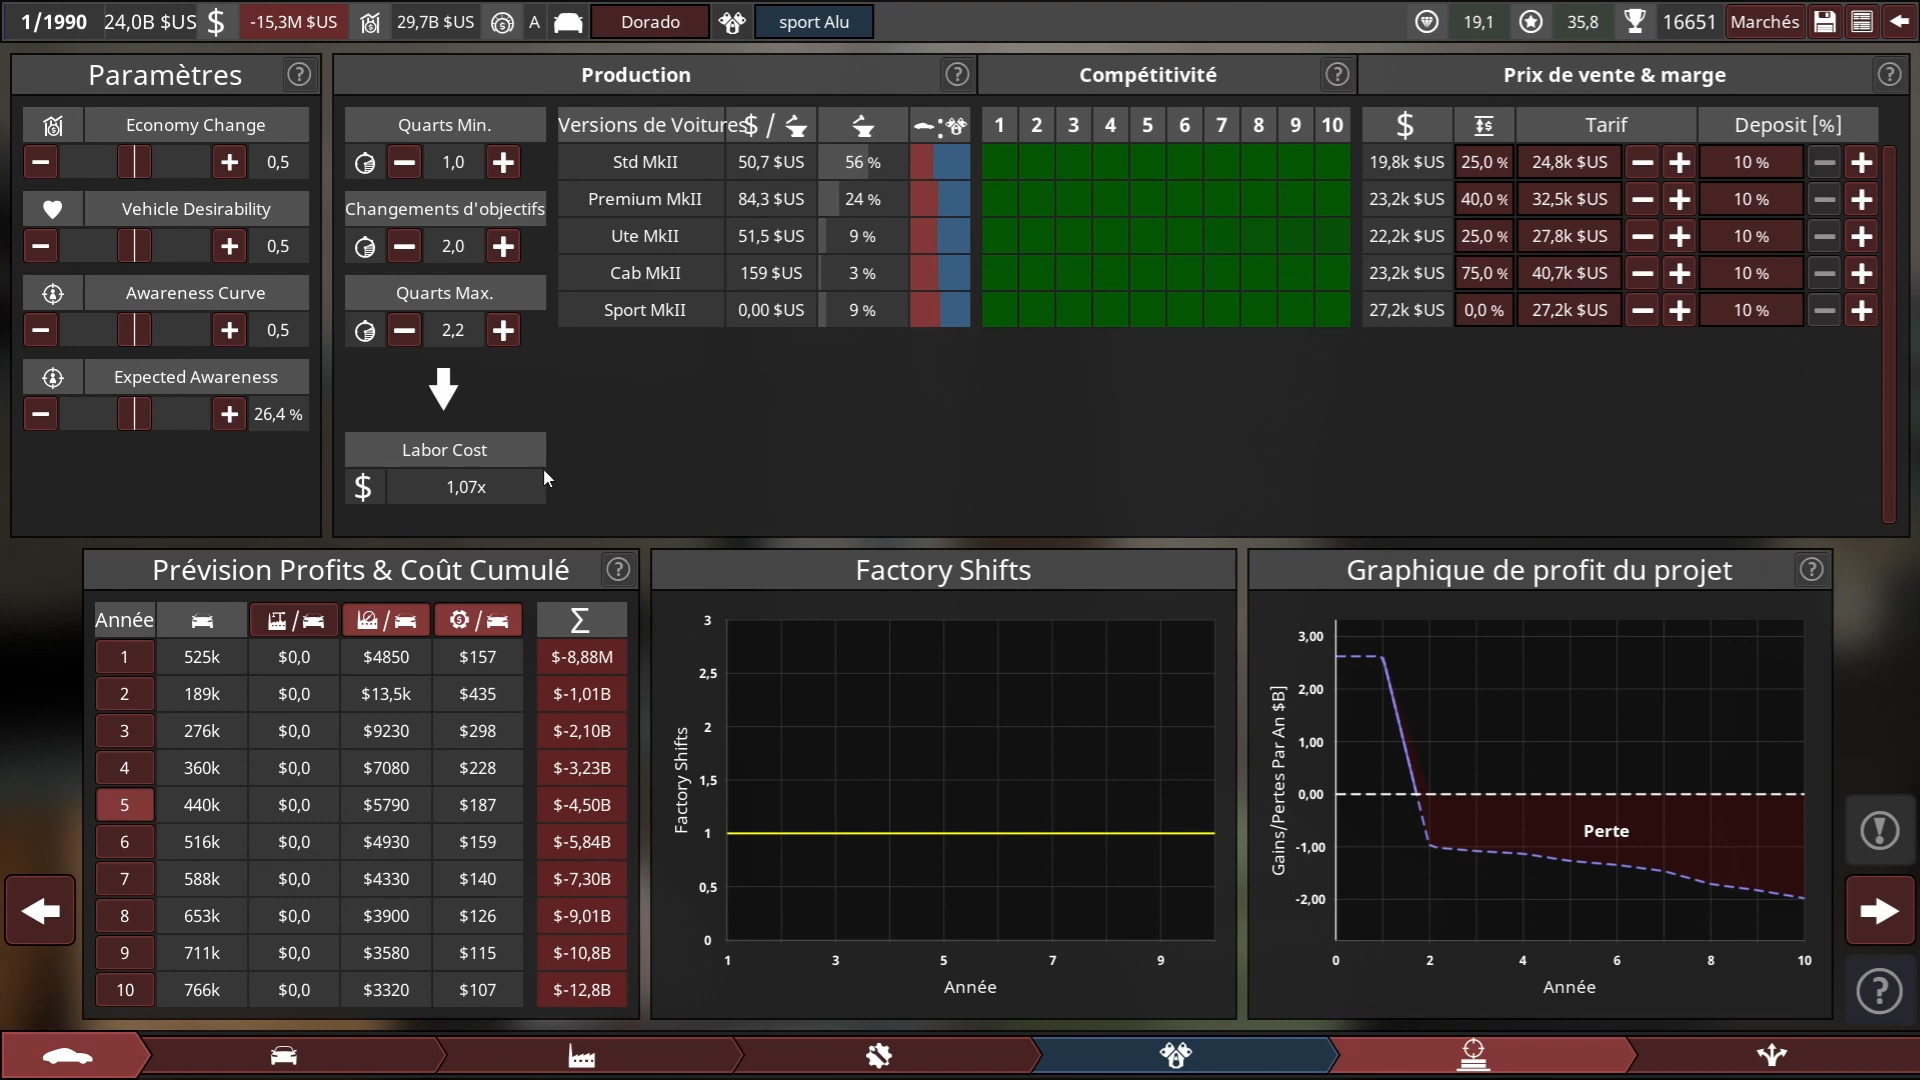 1/1990 24,0B $US $ -15,3M $US 29,7B $US A Dorado sport Alu 19,1 35,8 16651 Marchés
Paramètres ?
Economy Change
0,5
Vehicle Desirability
0,5
Awareness Curve
0,5
Expected Awareness
26,4 %
Production ? Compétitivité ? Prix de vente & marge ?
Quarts Min.
1,0
Changements d'objectifs
2,0
Quarts Max.
2,2
Labor Cost
$ 1,07x
Versions de Voitures $ / 1 2 3 4 5 6 7 8 9 10 $ Tarif Deposit [%]
Std MkII 50,7 $US 56 % 19,8k $US 25,0 % 24,8k $US 10 %
Premium MkII 84,3 $US 24 % 23,2k $US 40,0 % 32,5k $US 10 %
Ute MkII 51,5 $US 9 % 22,2k $US 25,0 % 27,8k $US 10 %
Cab MkII 159 $US 3 % 23,2k $US 75,0 % 40,7k $US 10 %
Sport MkII 0,00 $US 9 % 27,2k $US 0,0 % 27,2k $US 10 %
Prévision Profits & Coût Cumulé ?
Année / / / Σ
1 525k $0,0 $4850 $157 $-8,88M
2 189k $0,0 $13,5k $435 $-1,01B
3 276k $0,0 $9230 $298 $-2,10B
4 360k $0,0 $7080 $228 $-3,23B
5 440k $0,0 $5790 $187 $-4,50B
6 516k $0,0 $4930 $159 $-5,84B
7 588k $0,0 $4330 $140 $-7,30B
8 653k $0,0 $3900 $126 $-9,01B
9 711k $0,0 $3580 $115 $-10,8B
10 766k $0,0 $3320 $107 $-12,8B
Factory Shifts
Factory Shifts
3
2,5
2
1,5
1
0,5
0
1 3 5 7 9
Année
Graphique de profit du projet ?
Gains/Pertes Par An $B]
3,00
2,00
1,00
0,00
-1,00
-2,00
Perte
0 2 4 6 8 10
Année
?